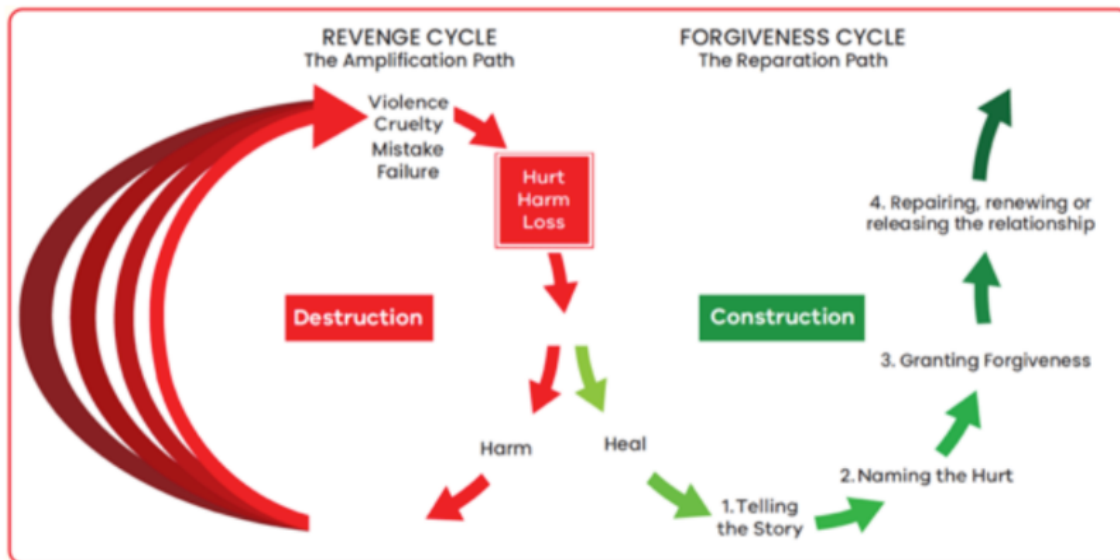 REVENGE CYCLE
The Amplification Path
Violence
Cruelty
Mistake
Failure
Hurt
Harm
Loss
Destruction
Harm
FORGIVENESS CYCLE
The Reparation Path
Construction
Heal
1. Telling
the Story
2. Naming the Hurt
3. Granting Forgiveness
4. Repairing, renewing or
releasing the relationship